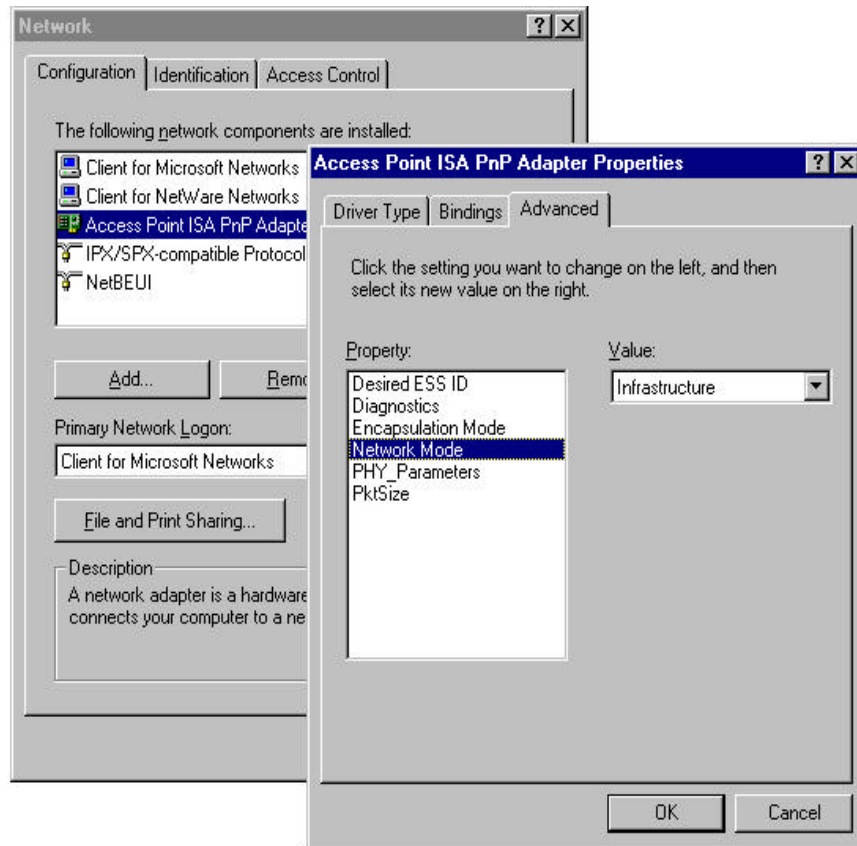 Network
Configuration
Identification
Access Control
The following network components are installed:
Client for Microsoft Networks
Client for NetWare Networks
Access Point ISA PnP
IPX/SPX-compatible Protocol
NetBEUI
Add...
Primary Network Logon:
Client for Microsoft Networks
File and Print Sharing...
Description
A network adapter is a hardware
connects your computer to a
Access Point ISA PnP Adapter Properties
Driver Type
Bindings
Advanced
Click the setting you want to change on the left, and then
select its new value on the right.
Property:
Desired ESS ID
Diagnostics
Encapsulation Mode
Network Mode
PHY_Parameters
PktSize
Value:
Infrastructure
OK
Cancel